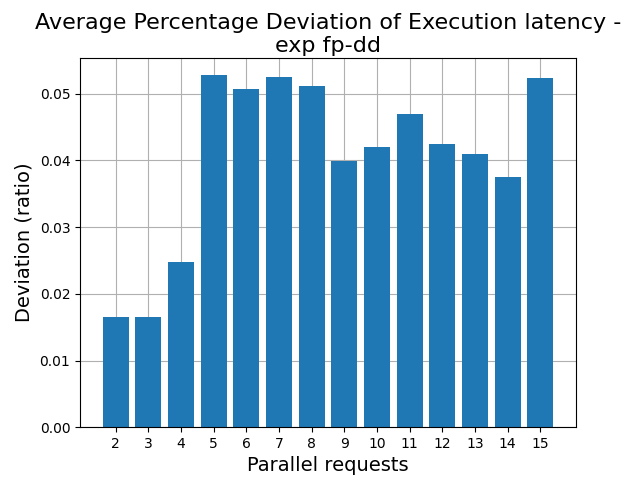 Average Percentage Deviation of Execution latency -
exp fp-dd
Deviation (ratio)
0.05
0.04
0.03
0.02
0.01
0.00
2 3 4 5 6 7 8 9 10 11 12 13 14 15
Parallel requests